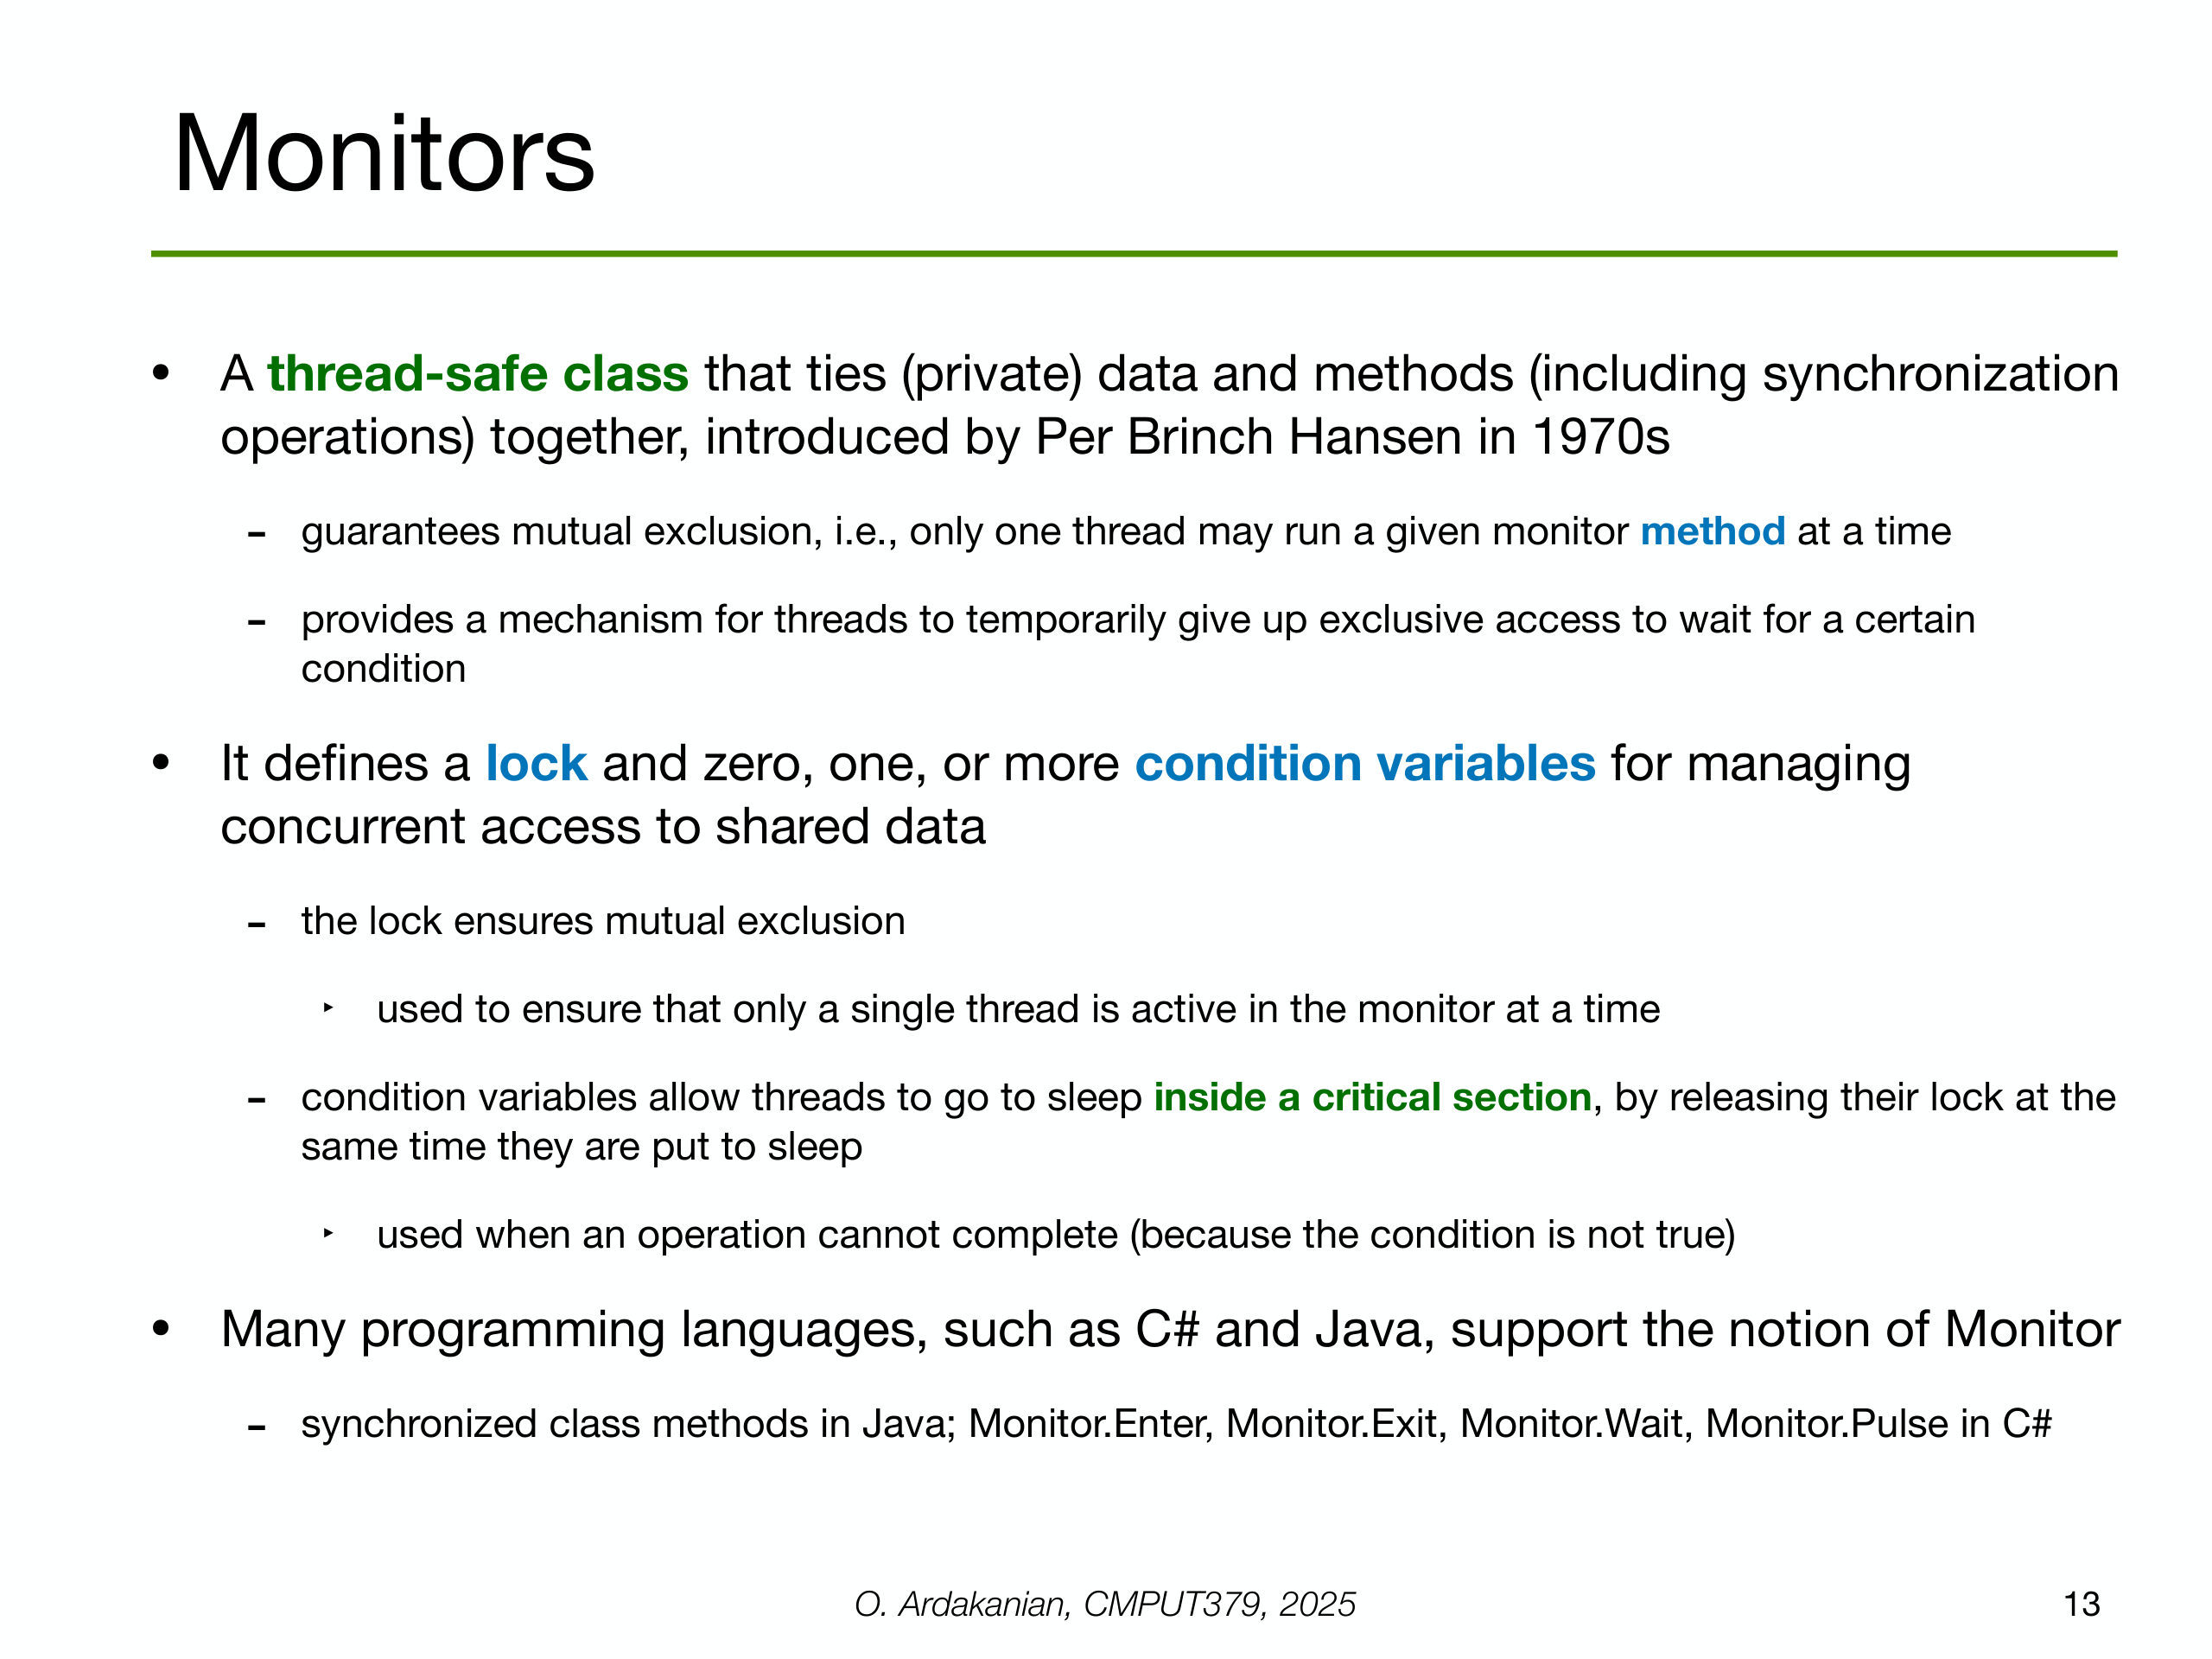 Monitors
• A thread-safe class that ties (private) data and methods (including synchronization
operations) together, introduced by Per Brinch Hansen in 1970s
- guarantees mutual exclusion, i.e., only one thread may run a given monitor method at a time
- provides a mechanism for threads to temporarily give up exclusive access to wait for a certain
condition
• It defines a lock and zero, one, or more condition variables for managing
concurrent access to shared data
- the lock ensures mutual exclusion
‣ used to ensure that only a single thread is active in the monitor at a time
- condition variables allow threads to go to sleep inside a critical section, by releasing their lock at the
same time they are put to sleep
‣ used when an operation cannot complete (because the condition is not true)
• Many programming languages, such as C# and Java, support the notion of Monitor
- synchronized class methods in Java; Monitor.Enter, Monitor.Exit, Monitor.Wait, Monitor.Pulse in C#
O. Ardakanian, CMPUT379, 2025
13